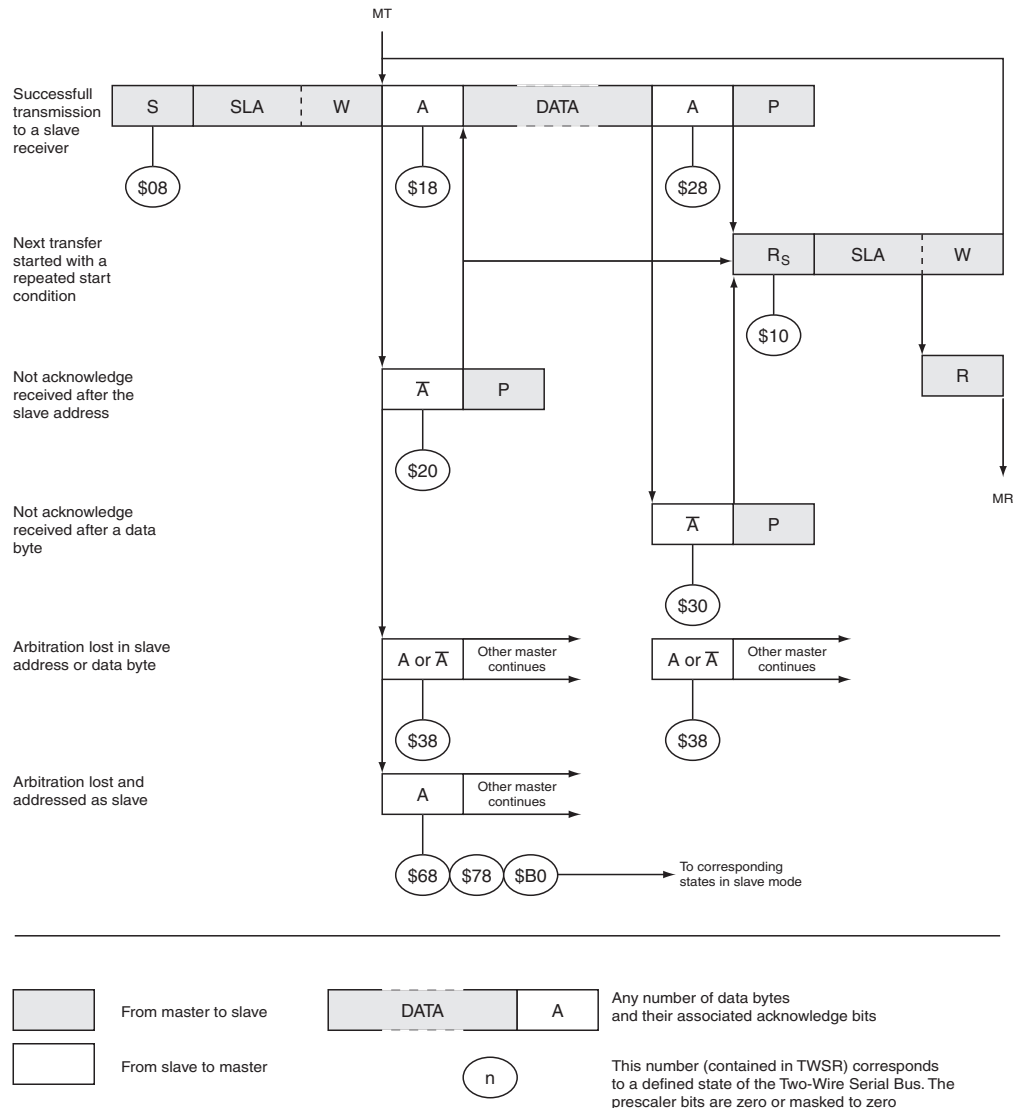 MT
Successfull
transmission
to a slave
receiver
S SLA W A DATA A P
$08 $18 $28
Next transfer
started with a
repeated start
condition
RS SLA W
$10
Not acknowledge
received after the
slave address
A̅ P
R
$20
MR
Not acknowledge
received after a data
byte
A̅ P
$30
Arbitration lost in slave
address or data byte
A or A̅ Other master
continues
A or A̅ Other master
continues
$38 $38
Arbitration lost and
addressed as slave
A Other master
continues
$68 $78 $B0
To corresponding
states in slave mode
From master to slave
DATA A
Any number of data bytes
and their associated acknowledge bits
From slave to master
n
This number (contained in TWSR) corresponds
to a defined state of the Two-Wire Serial Bus. The
prescaler bits are zero or masked to zero